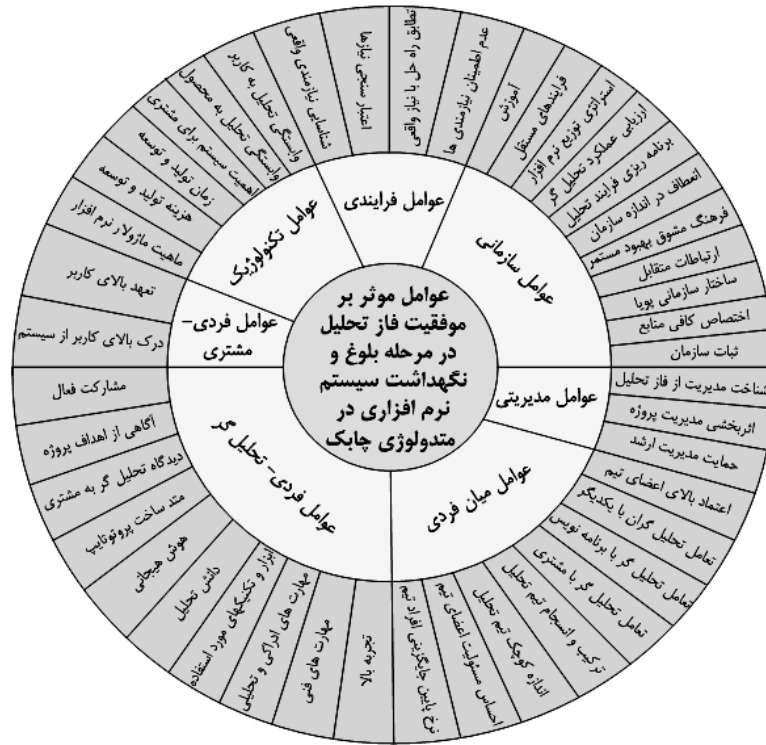 عوامل موثر بر
موفقیت فاز تحلیل
در مرحله بلوغ و
نگهداشت سیستم
نرم افزاری در
متدولوژی چابک
عوامل فرایندی
عوامل سازمانی
عوامل مدیریتی
عوامل میان فردی
عوامل فردی- تحلیل گر
عوامل فردی-
مشتری
عوامل تکنولوژیک
شناسایی نیازمندی واقعی
اعتبار سنجی نیازها
تطابق راه حل با نیاز واقعی
عدم اطمینان نیازمندی ها
آموزش
فرایندهای مستقل
استراتژی توزیع نرم افزار
ارزیابی عملکرد تحلیل گر
برنامه ریزی فرایند تحلیل
انعطاف در اندازه سازمان
فرهنگ مشوق بهبود مستمر
ارتباطات متقابل
ساختار سازمانی پویا
اختصاص کافی منابع
ثبات سازمان
شناخت مدیریت از فاز تحلیل
اثربخشی مدیریت پروژه
حمایت مدیریت ارشد
اعتماد بالای اعضای تیم
تعامل تحلیل گران با یکدیگر
تعامل تحلیل گر با برنامه نویس
تعامل تحلیل گر با مشتری
ترکیب و انسجام تیم تحلیل
اندازه کوچک تیم تحلیل
احساس مسئولیت اعضای تیم
نرخ پایین جایگزینی افراد تیم
تجربه بالا
مهارت های فنی
مهارت های ادراکی و تحلیلی
ابزار و تکنیکهای مورد استفاده
دانش تحلیل
هوش هیجانی
متد ساخت پروتوتایپ
دیدگاه تحلیل گر به مشتری
آگاهی از اهداف پروژه
مشارکت فعال
درک بالای کاربر از سیستم
تعهد بالای کاربر
ماهیت ماژولار نرم افزار
هزینه تولید و توسعه
زمان تولید و توسعه
اهمیت سیستم برای مشتری
وابستگی تحلیل به محصول
وابستگی تحلیل به کاربر